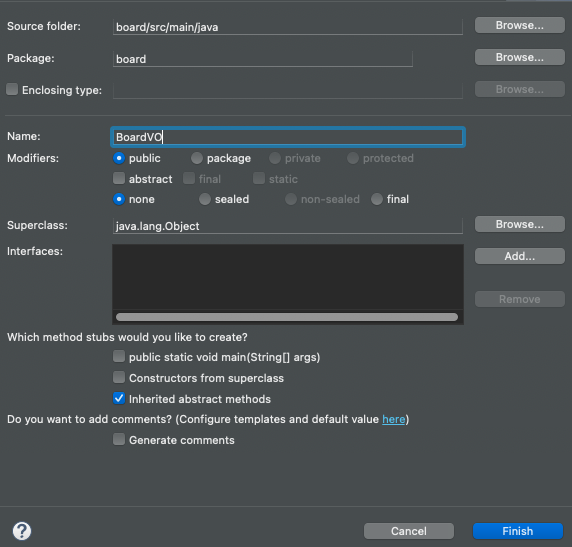 Source folder: board/src/main/java Browse...
Package: board Browse...
Enclosing type: Browse...
Name: BoardVO
Modifiers: public package private protected
abstract final static
none sealed non-sealed final
Superclass: java.lang.Object Browse...
Interfaces: Add...
Remove
Which method stubs would you like to create?
public static void main(String[] args)
Constructors from superclass
Inherited abstract methods
Do you want to add comments? (Configure templates and default value here)
Generate comments
? Cancel Finish